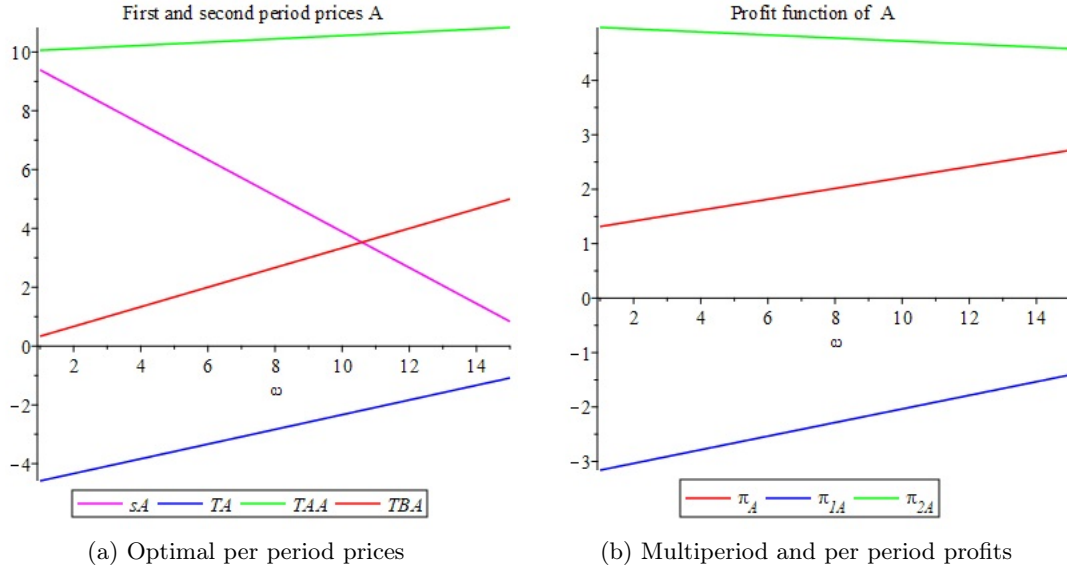 First and second period prices A
10
8
6
4
2
0
2 4 6 8 10 12 14
ω
−2
−4
sA TA TAA TBA
(a) Optimal per period prices
Profit function of A
4
3
2
1
0
2 4 6 8 10 12 14
ω
−1
−2
−3
π_A π_1A π_2A
(b) Multiperiod and per period profits